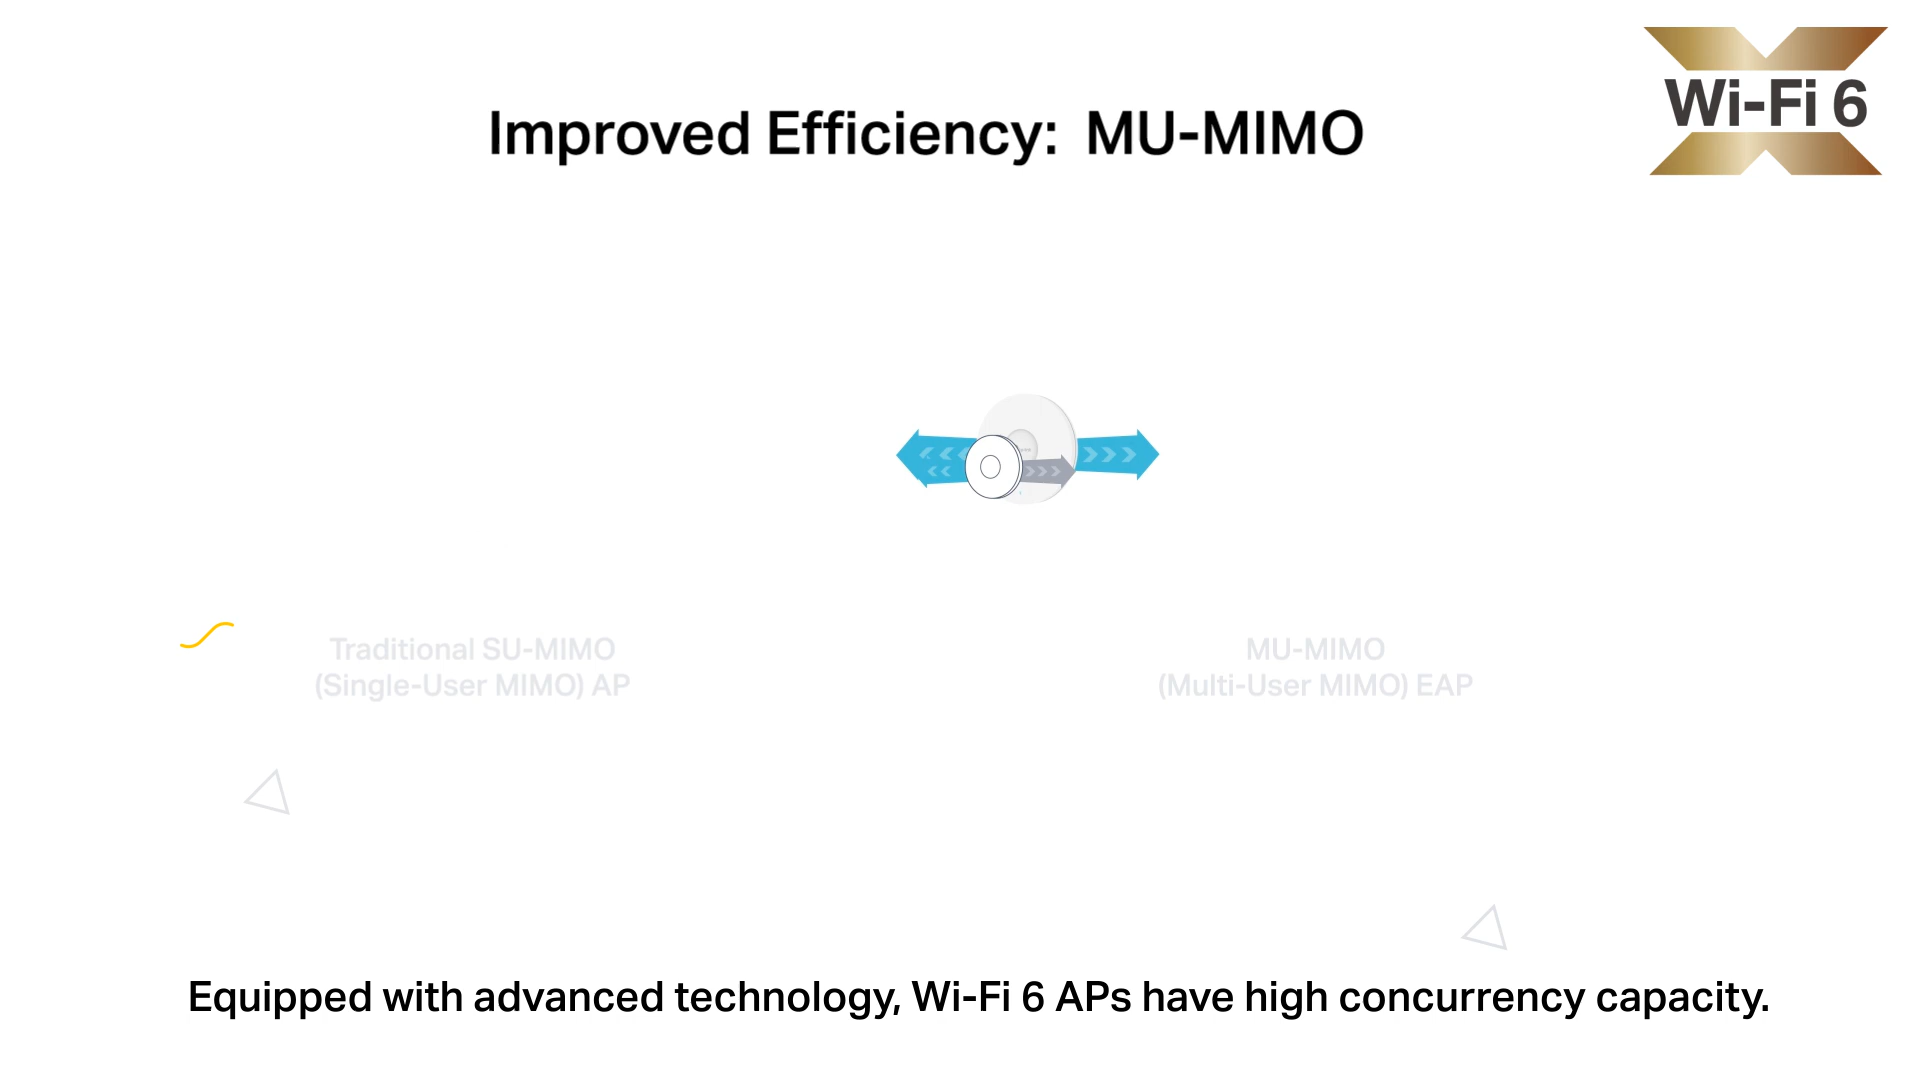 Wi-Fi 6
Improved Efficiency: MU-MIMO
Traditional SU-MIMO
(Single-User MIMO) AP
MU-MIMO
(Multi-User MIMO) EAP
Equipped with advanced technology, Wi-Fi 6 APs have high concurrency capacity.